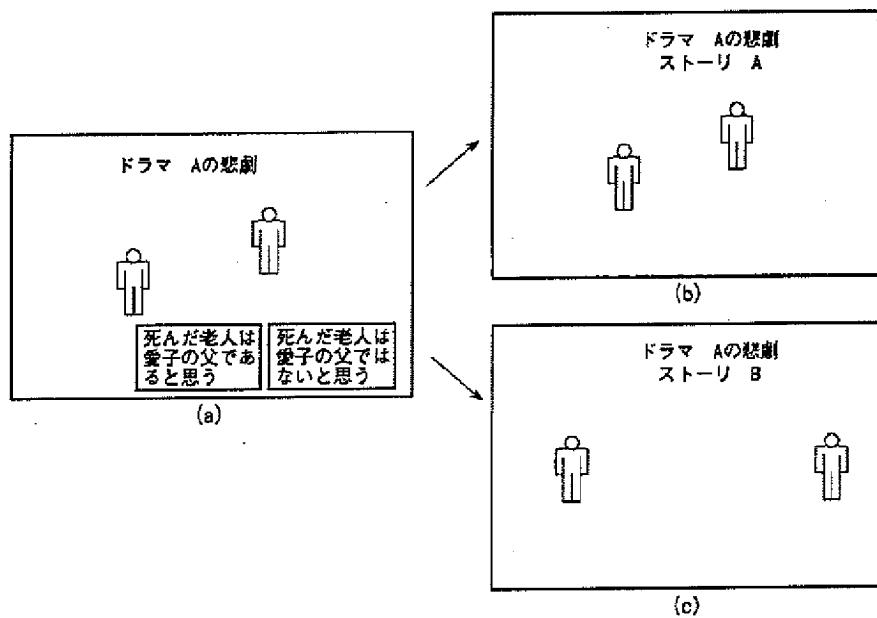 ドラマ Aの悲劇
死んだ老人は
愛子の父であ
ると思う
死んだ老人は
愛子の父では
ないと思う
(a)
ドラマ Aの悲劇
ストーリ A
(b)
ドラマ Aの悲劇
ストーリ B
(c)